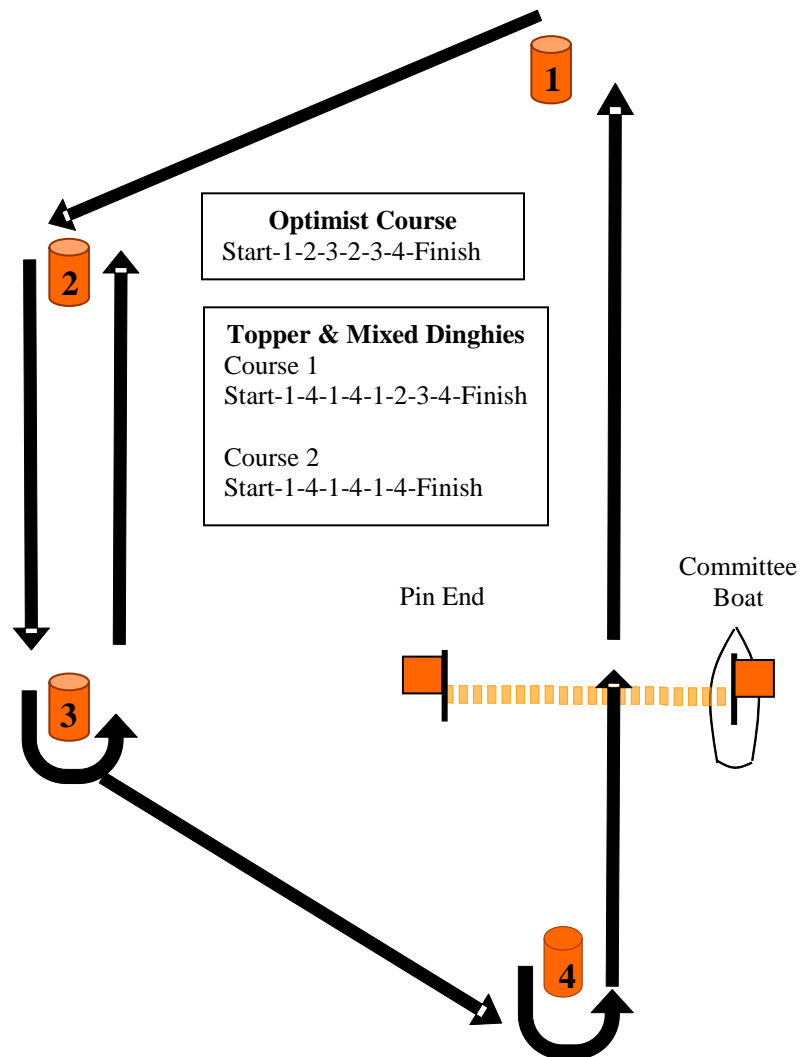 1
Optimist Course
Start-1-2-3-2-3-4-Finish
2
Topper & Mixed Dinghies
Course 1
Start-1-4-1-4-1-2-3-4-Finish
Course 2
Start-1-4-1-4-1-4-Finish
Pin End
Committee
Boat
3
4